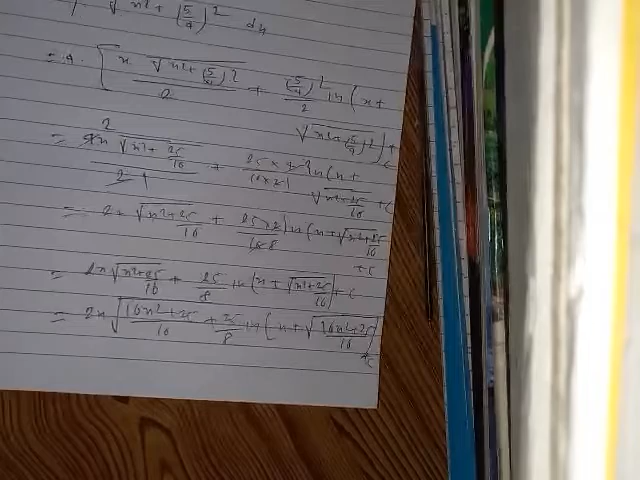 √x² + (5/4)² dx
= 4. [x √x² + (5/4)² / 2 + (5/4)² / 2 ln (x +
√x² + (5/4)²)] + c
= 4x √x² + 25/16 / 2 + 25 × 4 / 16 × 2 ln (x +
√x² + 25/16) + c
= 2x √x² + 25/16 + 25 × 2 / 16 ln (x + √x² + 25/16)
+ c
= 2x √x² + 25/16 + 25/8 ln (x + √x² + 25/16) + c
= 2x √16x² + 25/16 + 25/8 ln (x + √16x² + 25/16)
+ c